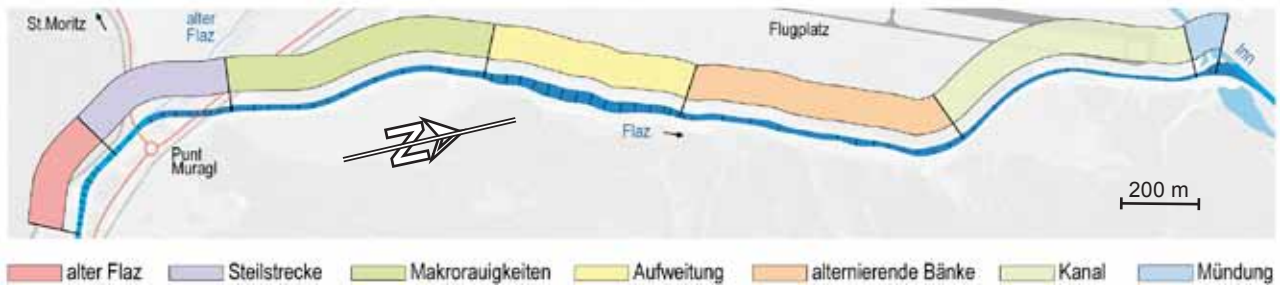 St.Moritz
alter
Flaz
Flugplatz
Inn
Punt
Muragl
N
Flaz
200 m
alter Flaz
Steilstrecke
Makrorauigkeiten
Aufweitung
alternierende Bänke
Kanal
Mündung